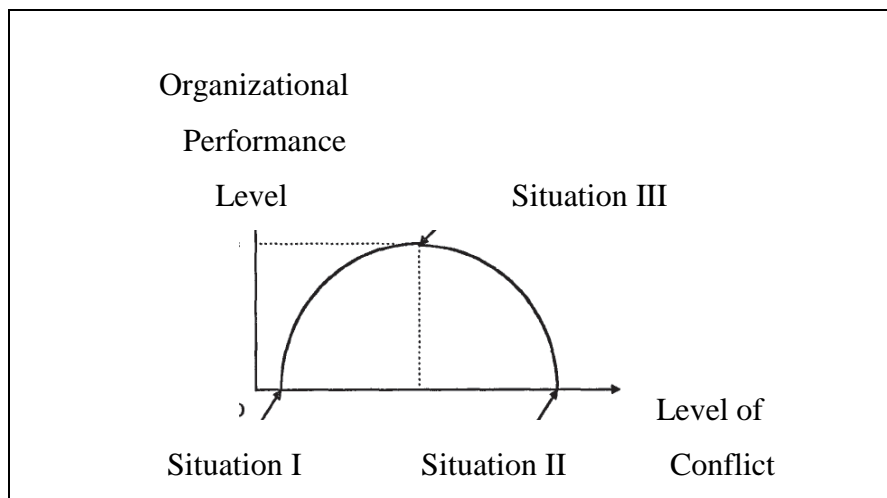 Organizational
Performance
Level
Situation III
Level of
Conflict
Situation I
Situation II